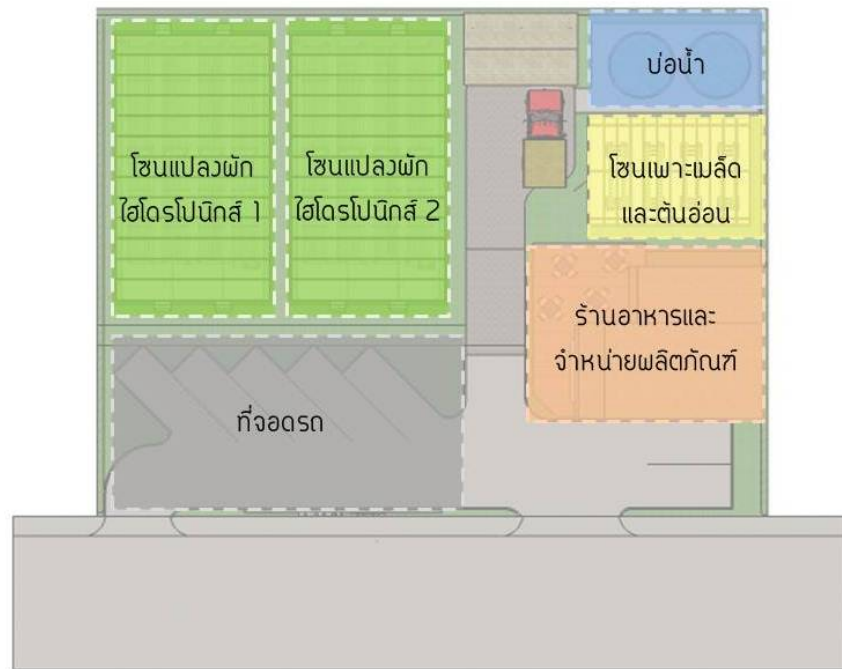 โซนแปลงผัก
ไฮโดรโปนิกส์ 1
โซนแปลงผัก
ไฮโดรโปนิกส์ 2
บ่อน้ำ
โซนเพาะเมล็ด
และต้นอ่อน
ร้านอาหารและ
จำหน่ายผลิตภัณฑ์
ที่จอดรถ